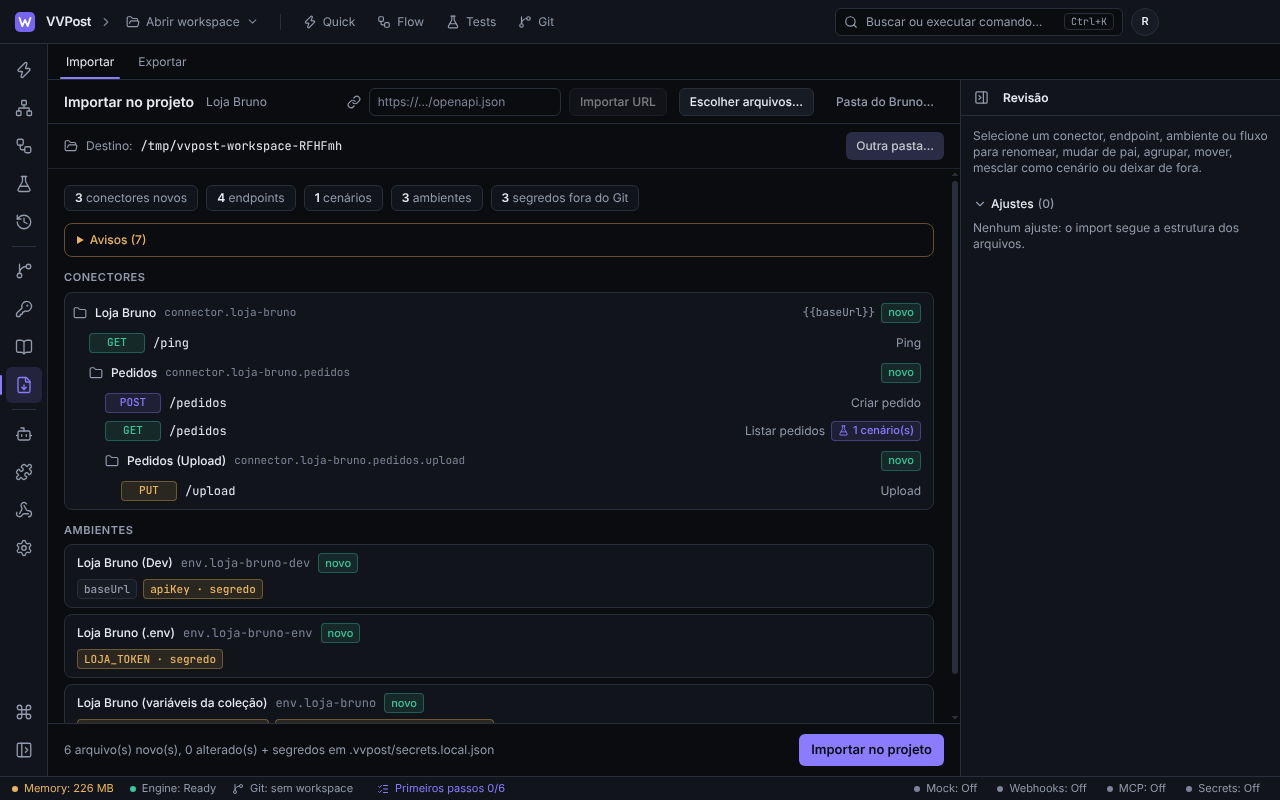 VVPost
Abrir workspace
Quick
Flow
Tests
Git
Buscar ou executar comando...
Ctrl+K
R
Importar
Exportar
Importar no projeto
Loja Bruno
https://.../openapi.json
Importar URL
Escolher arquivos...
Pasta do Bruno...
Revisão
Destino: /tmp/vvpost-workspace-RFHFmh
Outra pasta...
Selecione um conector, endpoint, ambiente ou fluxo
para renomear, mudar de pai, agrupar, mover,
mesclar como cenário ou deixar de fora.
Ajustes (0)
Nenhum ajuste: o import segue a estrutura dos
arquivos.
3 conectores novos
4 endpoints
1 cenários
3 ambientes
3 segredos fora do Git
Avisos (7)
CONECTORES
Loja Bruno connector.loja-bruno {{baseUrl}} novo
GET /ping Ping
Pedidos connector.loja-bruno.pedidos novo
POST /pedidos Criar pedido
GET /pedidos Listar pedidos 1 cenário(s)
Pedidos (Upload) connector.loja-bruno.pedidos.upload novo
PUT /upload Upload
AMBIENTES
Loja Bruno (Dev) env.loja-bruno-dev novo
baseUrl apiKey · segredo
Loja Bruno (.env) env.loja-bruno-env novo
LOJA_TOKEN · segredo
Loja Bruno (variáveis da coleção) env.loja-bruno novo
6 arquivo(s) novo(s), 0 alterado(s) + segredos em .vvpost/secrets.local.json
Importar no projeto
Memory: 226 MB
Engine: Ready
Git: sem workspace
Primeiros passos 0/6
Mock: Off
Webhooks: Off
MCP: Off
Secrets: Off